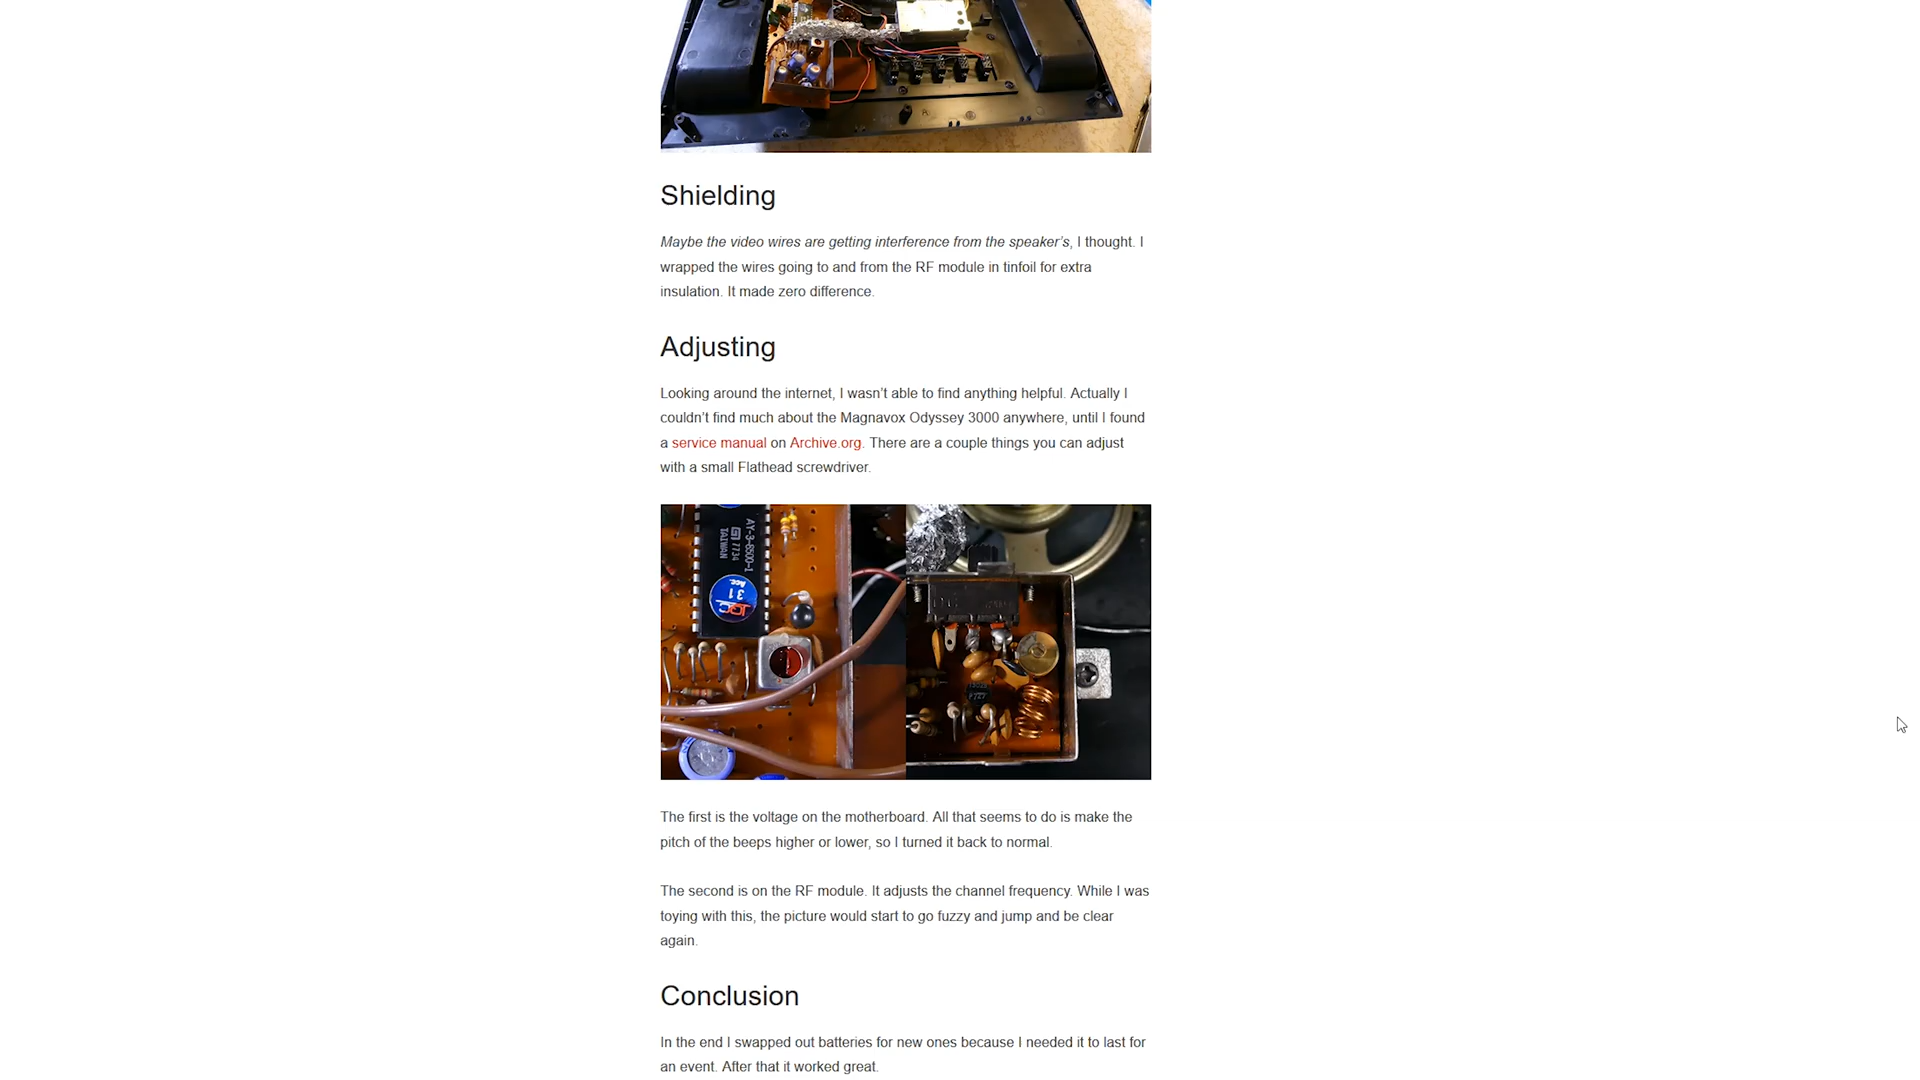 Shielding
Maybe the video wires are getting interference from the speaker’s, I thought. I
wrapped the wires going to and from the RF module in tinfoil for extra
insulation. It made zero difference.
Adjusting
Looking around the internet, I wasn’t able to find anything helpful. Actually I
couldn’t find much about the Magnavox Odyssey 3000 anywhere, until I found
a service manual on Archive.org. There are a couple things you can adjust
with a small Flathead screwdriver.
AY-3-8500-1
7734
TAIWAN
Acc.
31
The first is the voltage on the motherboard. All that seems to do is make the
pitch of the beeps higher or lower, so I turned it back to normal.
The second is on the RF module. It adjusts the channel frequency. While I was
toying with this, the picture would start to go fuzzy and jump and be clear
again.
Conclusion
In the end I swapped out batteries for new ones because I needed it to last for
an event. After that it worked great.